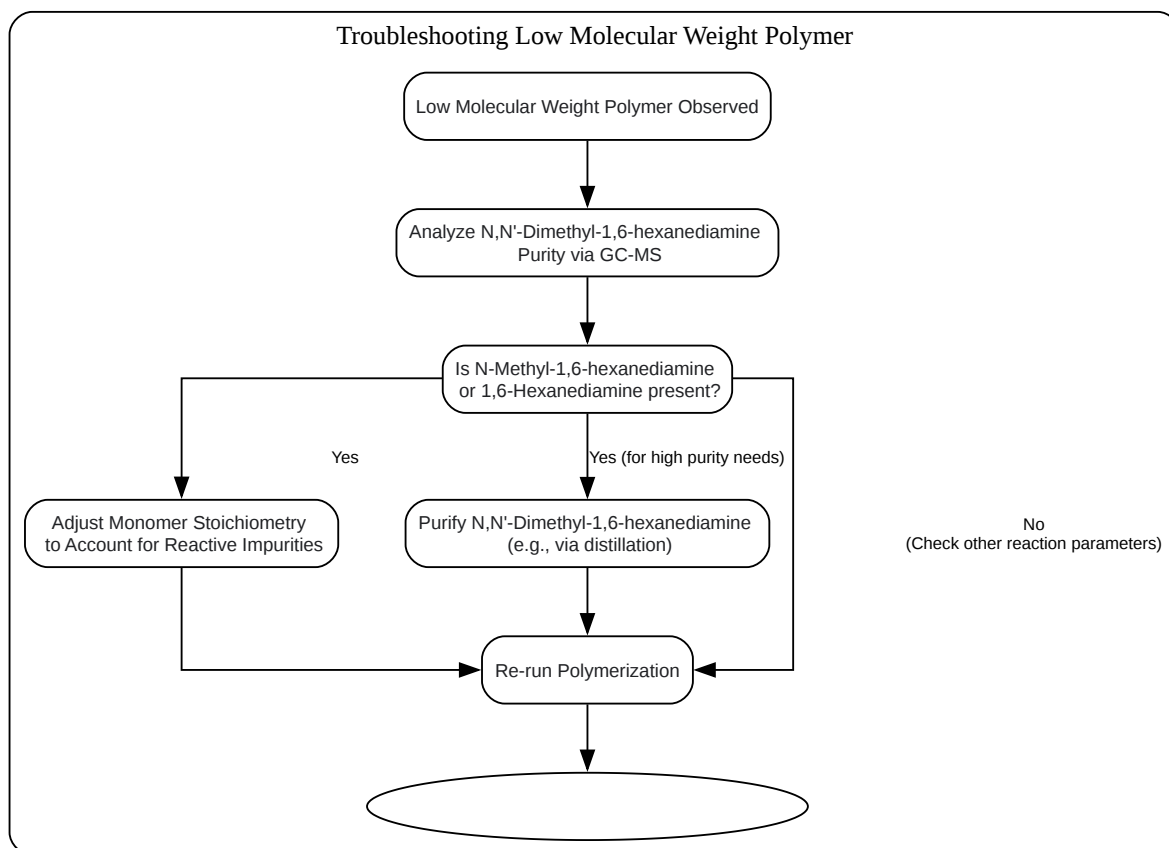 Troubleshooting Low Molecular Weight Polymer
Low Molecular Weight Polymer Observed
Analyze N,N'-Dimethyl-1,6-hexanediamine
Purity via GC-MS
Is N-Methyl-1,6-hexanediamine
or 1,6-Hexanediamine present?
Yes
Yes (for high purity needs)
No
(Check other reaction parameters)
Adjust Monomer Stoichiometry
to Account for Reactive Impurities
Purify N,N'-Dimethyl-1,6-hexanediamine
(e.g., via distillation)
Re-run Polymerization